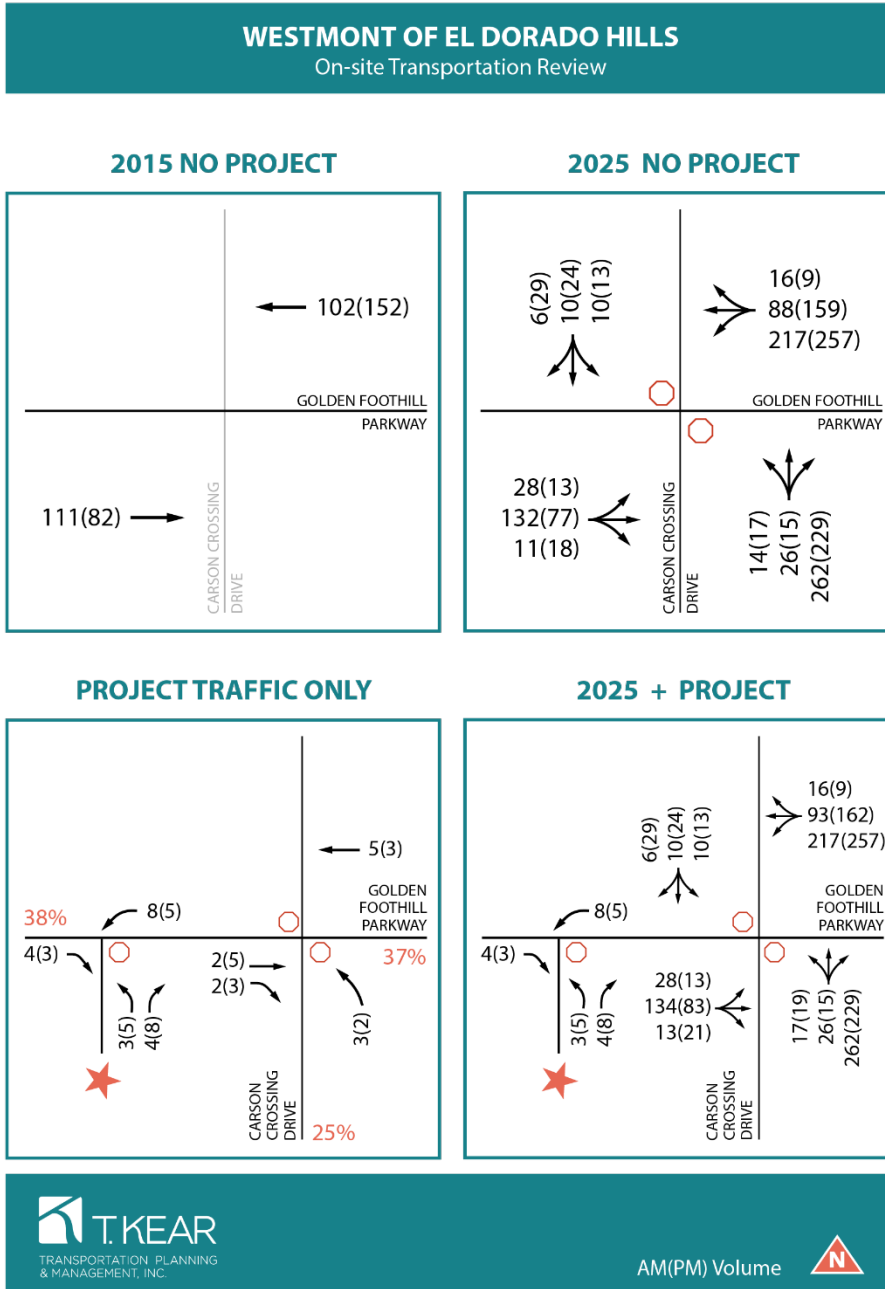 WESTMONT OF EL DORADO HILLS
On-site Transportation Review
2015 NO PROJECT
102(152)
GOLDEN FOOTHILL
PARKWAY
111(82)
CARSON CROSSING
DRIVE
2025 NO PROJECT
6(29)
10(24)
10(13)
16(9)
88(159)
217(257)
GOLDEN FOOTHILL
PARKWAY
28(13)
132(77)
11(18)
CARSON CROSSING
DRIVE
14(17)
26(15)
262(229)
PROJECT TRAFFIC ONLY
5(3)
GOLDEN
FOOTHILL
PARKWAY
38%
8(5)
4(3)
37%
2(5)
2(3)
3(5)
4(8)
3(2)
CARSON
CROSSING
DRIVE
25%
2025 + PROJECT
16(9)
93(162)
217(257)
6(29)
10(24)
10(13)
GOLDEN
FOOTHILL
PARKWAY
8(5)
4(3)
28(13)
134(83)
13(21)
3(5)
4(8)
17(19)
26(15)
262(229)
CARSON
CROSSING
DRIVE
T.KEAR
TRANSPORTATION PLANNING
& MANAGEMENT, INC.
AM(PM) Volume
N